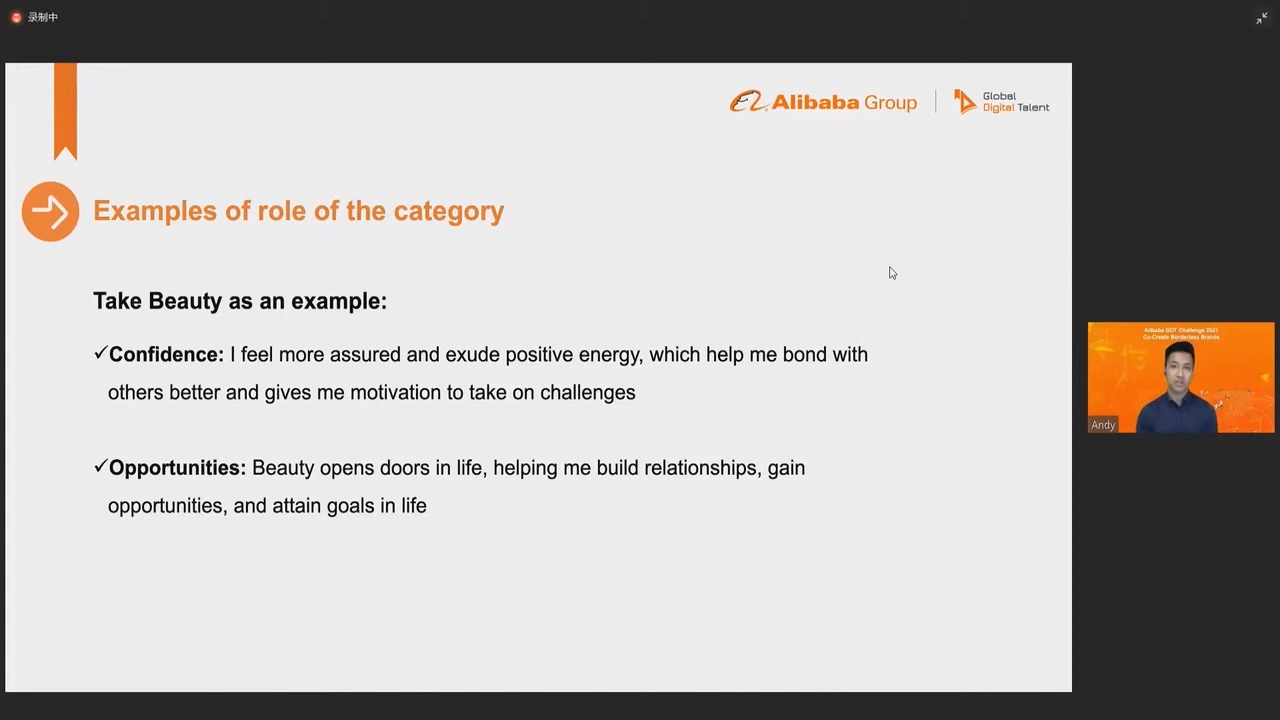 录制中
Alibaba Group
Global
Digital Talent
Examples of role of the category
Take Beauty as an example:
✓Confidence: I feel more assured and exude positive energy, which help me bond with
others better and gives me motivation to take on challenges
✓Opportunities: Beauty opens doors in life, helping me build relationships, gain
opportunities, and attain goals in life
Alibaba GDT Challenge 2021
Co-Create Borderless Brands
Andy